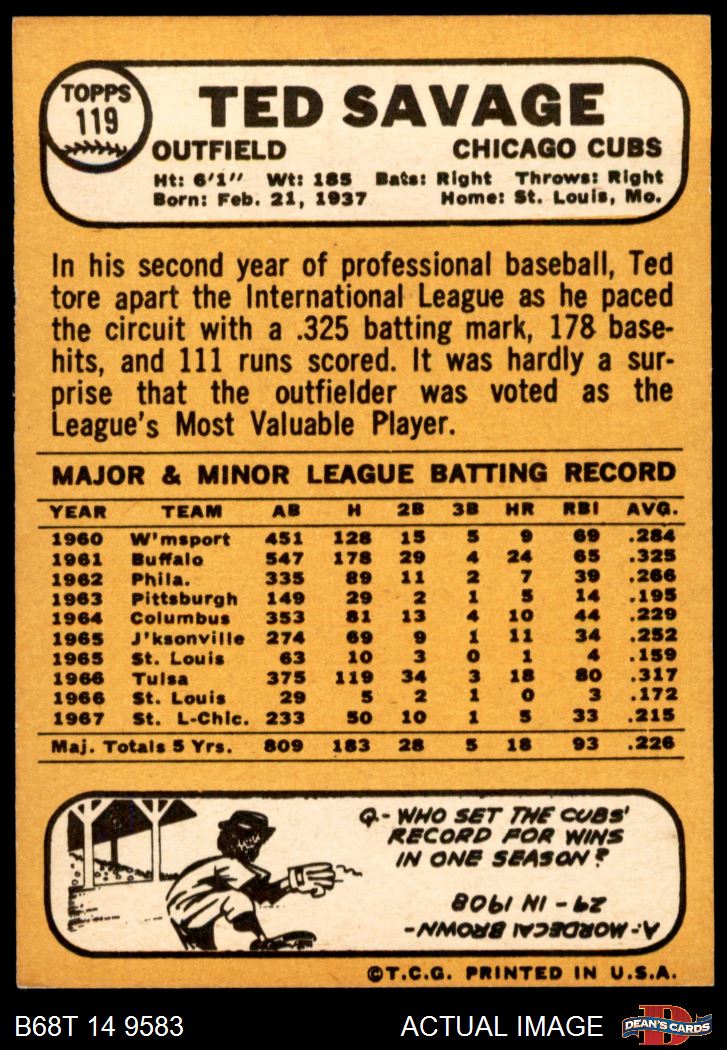 TOPPS
119
TED SAVAGE
OUTFIELD CHICAGO CUBS
Ht: 6'1" Wt: 185 Bats: Right Throws: Right
Born: Feb. 21, 1937 Home: St. Louis, Mo.
In his second year of professional baseball, Ted
tore apart the International League as he paced
the circuit with a .325 batting mark, 178 base-
hits, and 111 runs scored. It was hardly a sur-
prise that the outfielder was voted as the
League's Most Valuable Player.
MAJOR & MINOR LEAGUE BATTING RECORD
YEAR TEAM AB H 2B 3B HR RBI AVG.
1960 W'msport 451 128 15 5 9 69 .284
1961 Buffalo 547 178 29 4 24 65 .325
1962 Phila. 335 89 11 2 7 39 .266
1963 Pittsburgh 149 29 2 1 5 14 .195
1964 Columbus 353 81 13 4 10 44 .229
1965 J'ksonville 274 69 9 1 11 34 .252
1965 St. Louis 63 10 3 0 1 4 .159
1966 Tulsa 375 119 34 3 18 80 .317
1966 St. Louis 29 5 2 1 0 3 .172
1967 St. L-Chic. 233 50 10 1 5 33 .215
Maj. Totals 5 Yrs. 809 183 28 5 18 93 .226
Q- WHO SET THE CUBS'
RECORD FOR WINS
IN ONE SEASON?
A: MORDECAI BROWN-
29 - IN 1908
©T.C.G. PRINTED IN U.S.A.
B68T 14 9583 ACTUAL IMAGE
D
DEAN'S CARDS